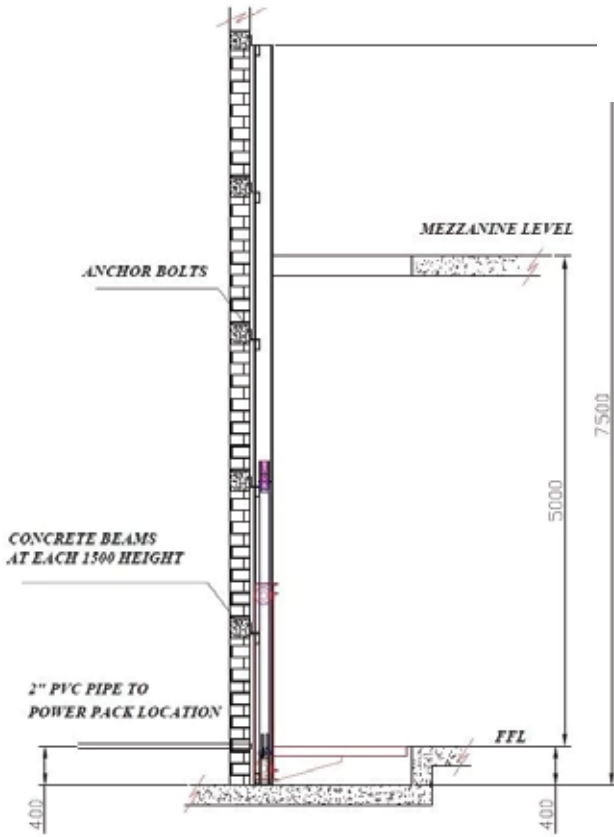 MEZZANINE LEVEL
ANCHOR BOLTS
7500
5000
CONCRETE BEAMS
AT EACH 1500 HEIGHT
2" PVC PIPE TO
POWER PACK LOCATION
FFL
400
400